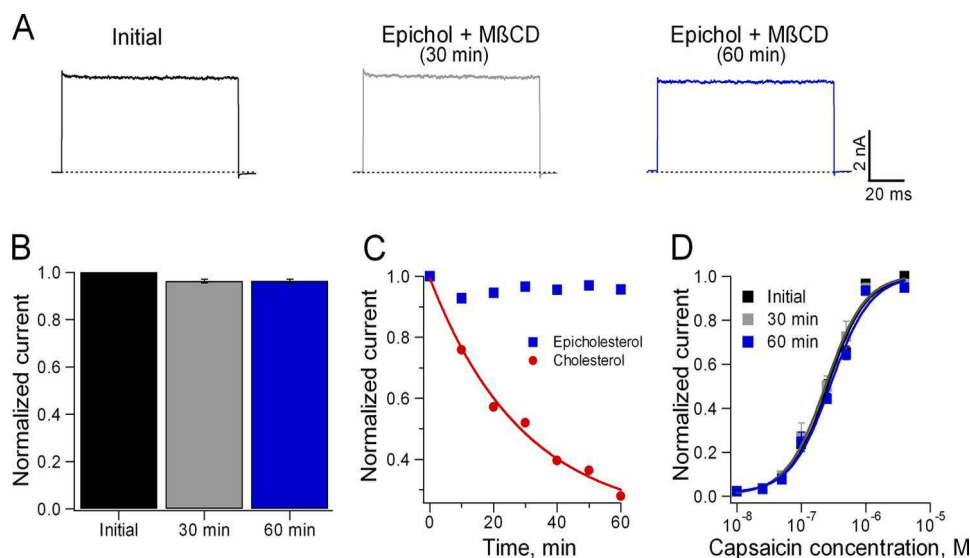 A
Initial
Epichol + MßCD
(30 min)
Epichol + MßCD
(60 min)
2 nA
20 ms
B
Normalized current
1.0
0.8
0.6
0.4
0.2
0.0
Initial
30 min
60 min
C
Normalized current
1.0
0.8
0.6
0.4
Epicholesterol
Cholesterol
0
20
40
60
Time, min
D
Normalized current
1.0
0.8
0.6
0.4
0.2
0.0
Initial
30 min
60 min
10⁻⁸
10⁻⁷
10⁻⁶
10⁻⁵
Capsaicin concentration, M